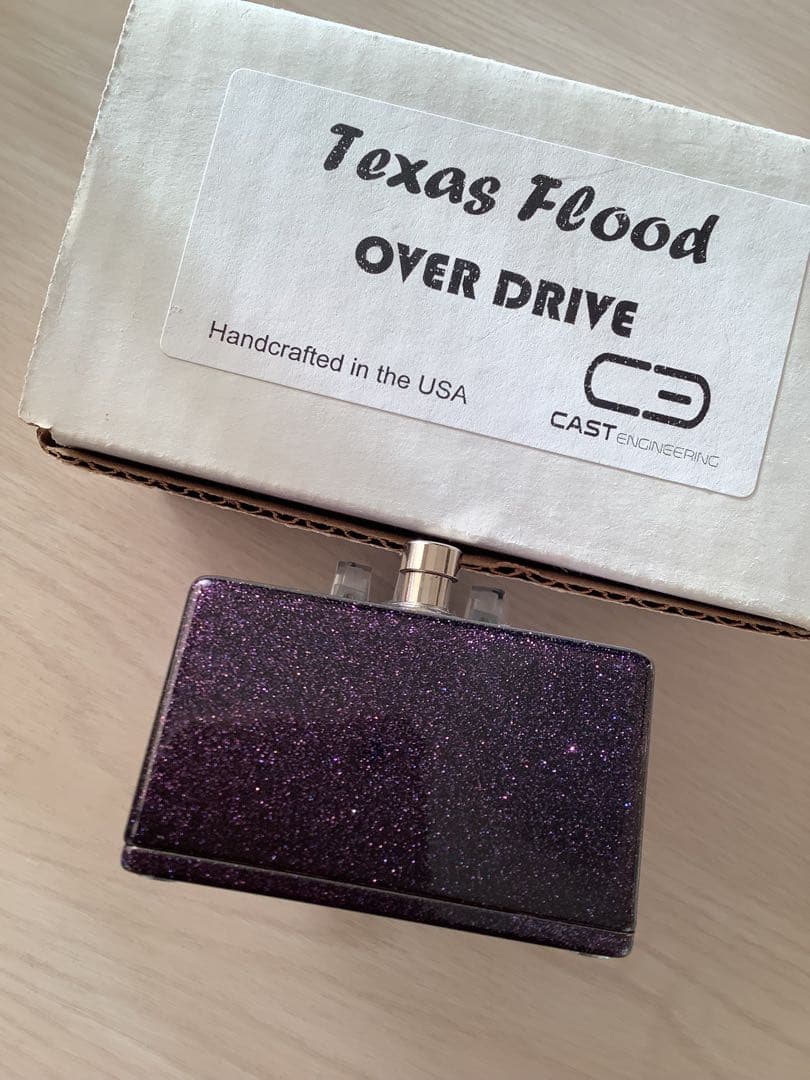 Texas Flood
OVER DRIVE
Handcrafted in the USA
CAST ENGINEERING